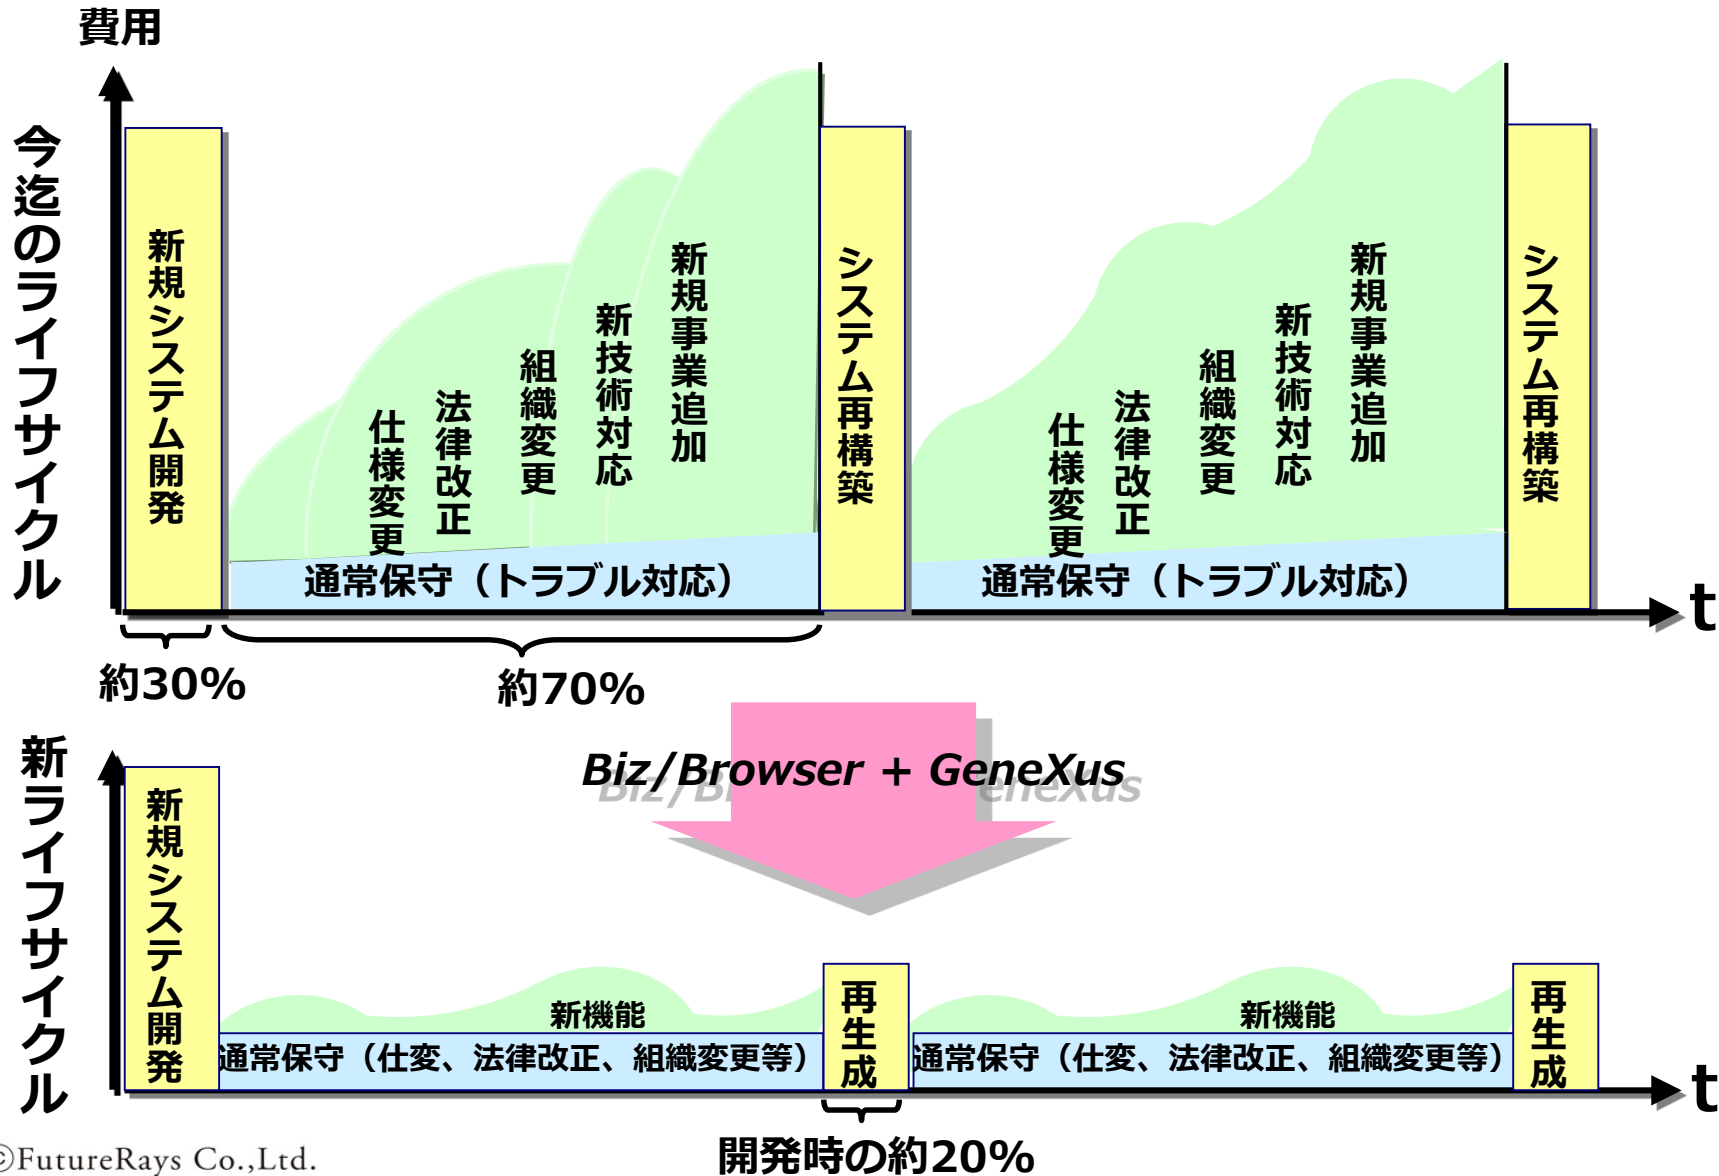 費用
今迄のライフサイクル
新規システム開発
仕様変更
法律改正
組織変更
新技術対応
新規事業追加
システム再構築
仕様変更
法律改正
組織変更
新技術対応
新規事業追加
システム再構築
通常保守（トラブル対応）
通常保守（トラブル対応）
t
約30%
約70%
Biz/Browser + GeneXus
新ライフサイクル
新規システム開発
新機能
通常保守（仕変、法律改正、組織変更等）
再生成
新機能
通常保守（仕変、法律改正、組織変更等）
再生成
t
開発時の約20%
©FutureRays Co.,Ltd.